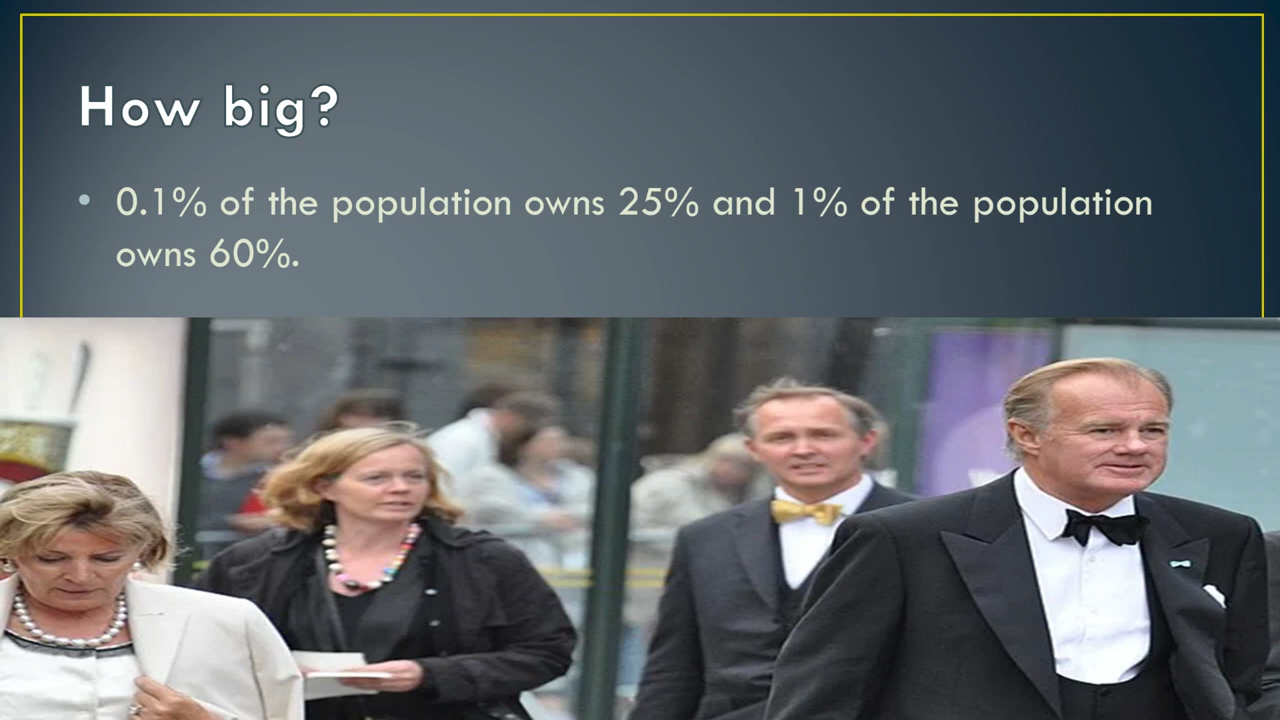 How big?
• 0.1% of the population owns 25% and 1% of the population
owns 60%.